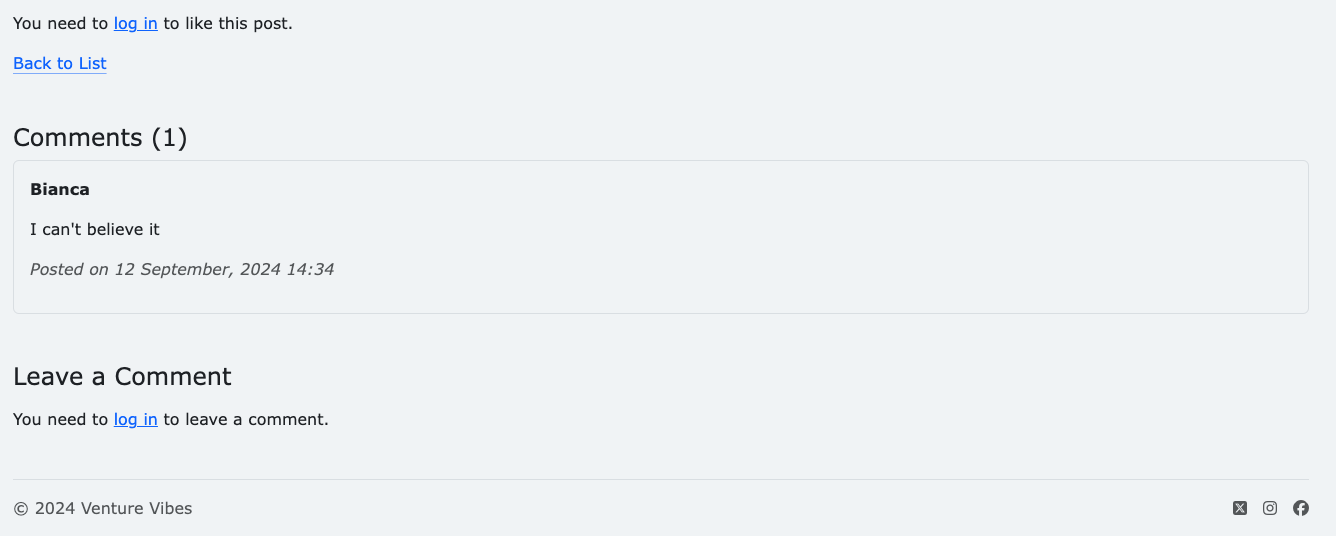 You need to log in to like this post.
Back to List
Comments (1)
Bianca
I can't believe it
Posted on 12 September, 2024 14:34
Leave a Comment
You need to log in to leave a comment.
© 2024 Venture Vibes